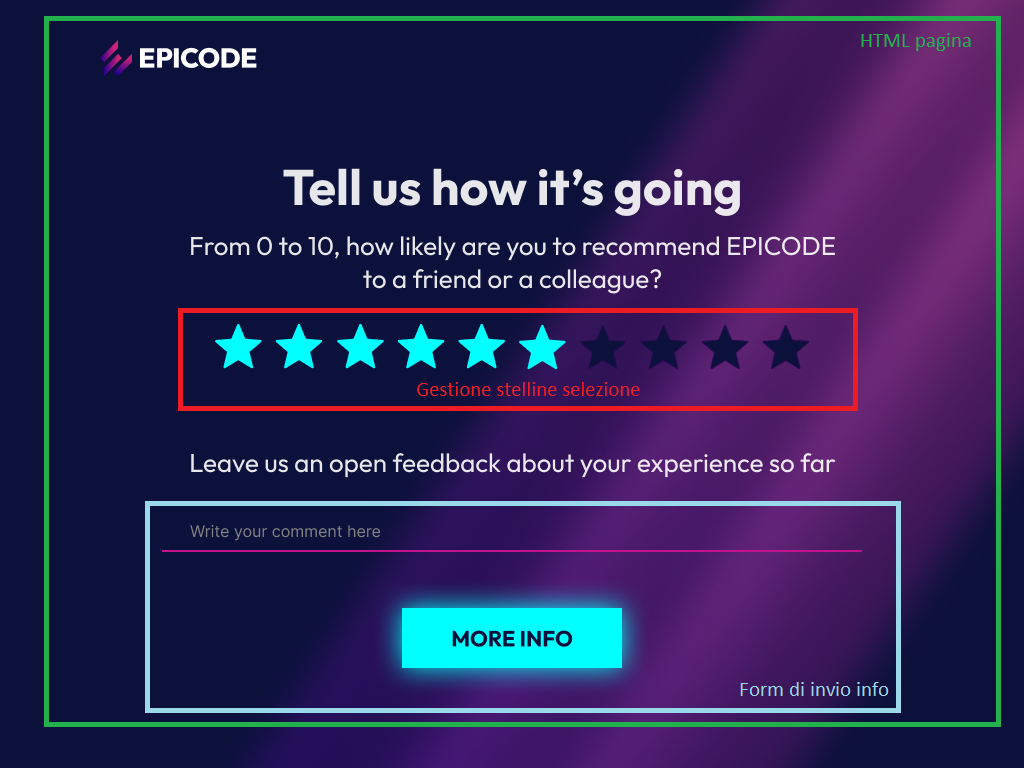 HTML pagina
EPICODE
Tell us how it’s going
From 0 to 10, how likely are you to recommend EPICODE
to a friend or a colleague?
Gestione stelline selezione
Leave us an open feedback about your experience so far
Write your comment here
MORE INFO
Form di invio info